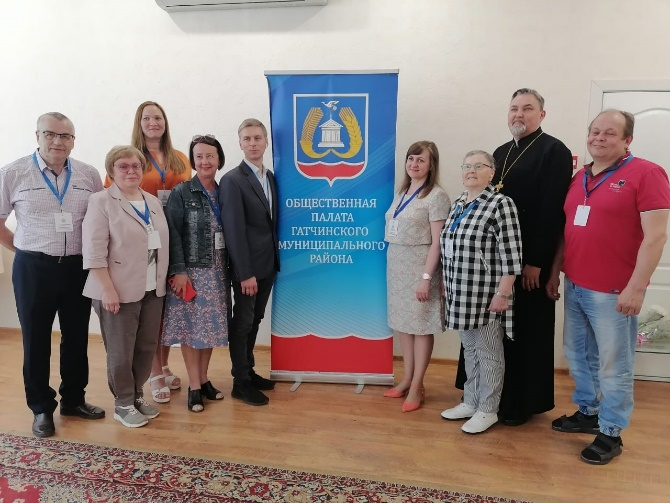 ОБЩЕСТВЕННАЯ
ПАЛАТА
ГАТЧИНСКОГО
МУНИЦИПАЛЬНОГО
РАЙОНА